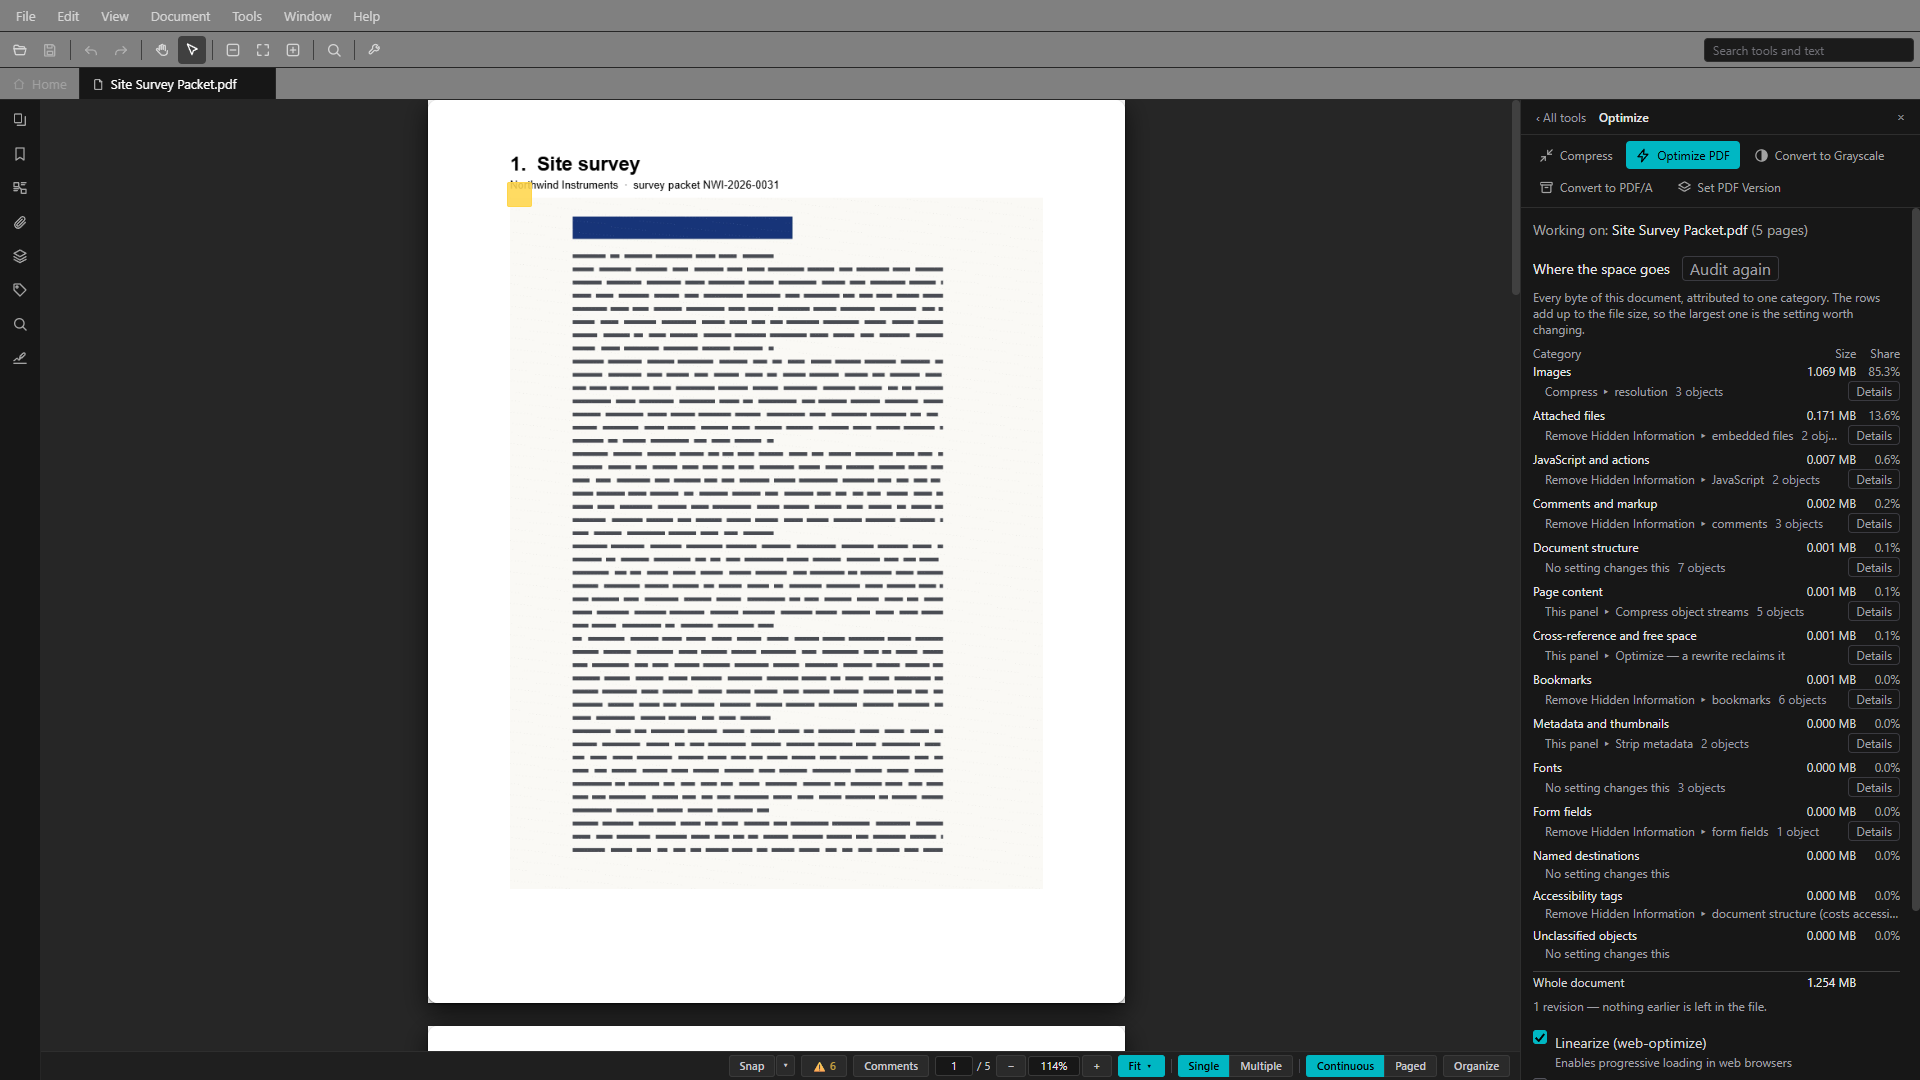 File Edit View Document Tools Window Help
Search tools and text
Home Site Survey Packet.pdf
1. Site survey
Northwind Instruments · survey packet NWI-2026-0031
‹ All tools Optimize ×
Compress Optimize PDF Convert to Grayscale
Convert to PDF/A Set PDF Version
Working on: Site Survey Packet.pdf (5 pages)
Where the space goes Audit again
Every byte of this document, attributed to one category. The rows
add up to the file size, so the largest one is the setting worth
changing.
Category Size Share
Images 1.069 MB 85.3%
Compress ▸ resolution 3 objects Details
Attached files 0.171 MB 13.6%
Remove Hidden Information ▸ embedded files 2 obj... Details
JavaScript and actions 0.007 MB 0.6%
Remove Hidden Information ▸ JavaScript 2 objects Details
Comments and markup 0.002 MB 0.2%
Remove Hidden Information ▸ comments 3 objects Details
Document structure 0.001 MB 0.1%
No setting changes this 7 objects Details
Page content 0.001 MB 0.1%
This panel ▸ Compress object streams 5 objects Details
Cross-reference and free space 0.001 MB 0.1%
This panel ▸ Optimize — a rewrite reclaims it Details
Bookmarks 0.001 MB 0.0%
Remove Hidden Information ▸ bookmarks 6 objects Details
Metadata and thumbnails 0.000 MB 0.0%
This panel ▸ Strip metadata 2 objects Details
Fonts 0.000 MB 0.0%
No setting changes this 3 objects Details
Form fields 0.000 MB 0.0%
Remove Hidden Information ▸ form fields 1 object Details
Named destinations 0.000 MB 0.0%
No setting changes this
Accessibility tags 0.000 MB 0.0%
Remove Hidden Information ▸ document structure (costs accessi...
Unclassified objects 0.000 MB 0.0%
No setting changes this
Whole document 1.254 MB
1 revision — nothing earlier is left in the file.
Linearize (web-optimize)
Enables progressive loading in web browsers
Snap 6 Comments 1 / 5 − 114% + Fit Single Multiple Continuous Paged Organize